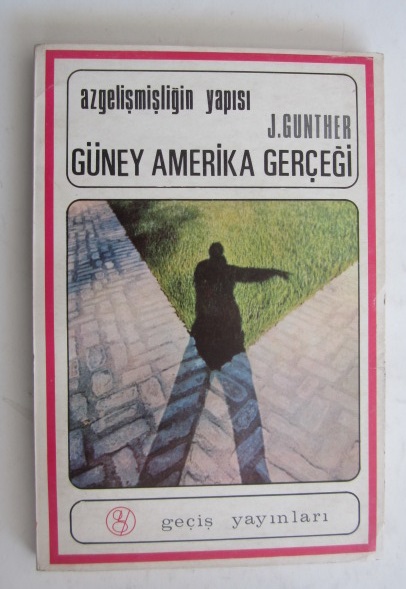 azgelişmişliğin yapısı
J.GUNTHER
GÜNEY AMERİKA GERÇEĞİ
geçiş yayınları